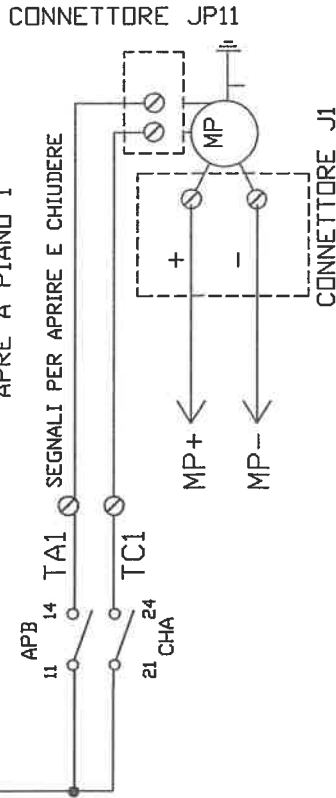 CONNETTORE JP11
APRE A PIANO 1
SEGNALI PER APRIRE E CHIUDERE
TA1
TC1
APB
11
14
21
24
CHA
MP
+
-
MP+
MP-
CONNETTORE J1